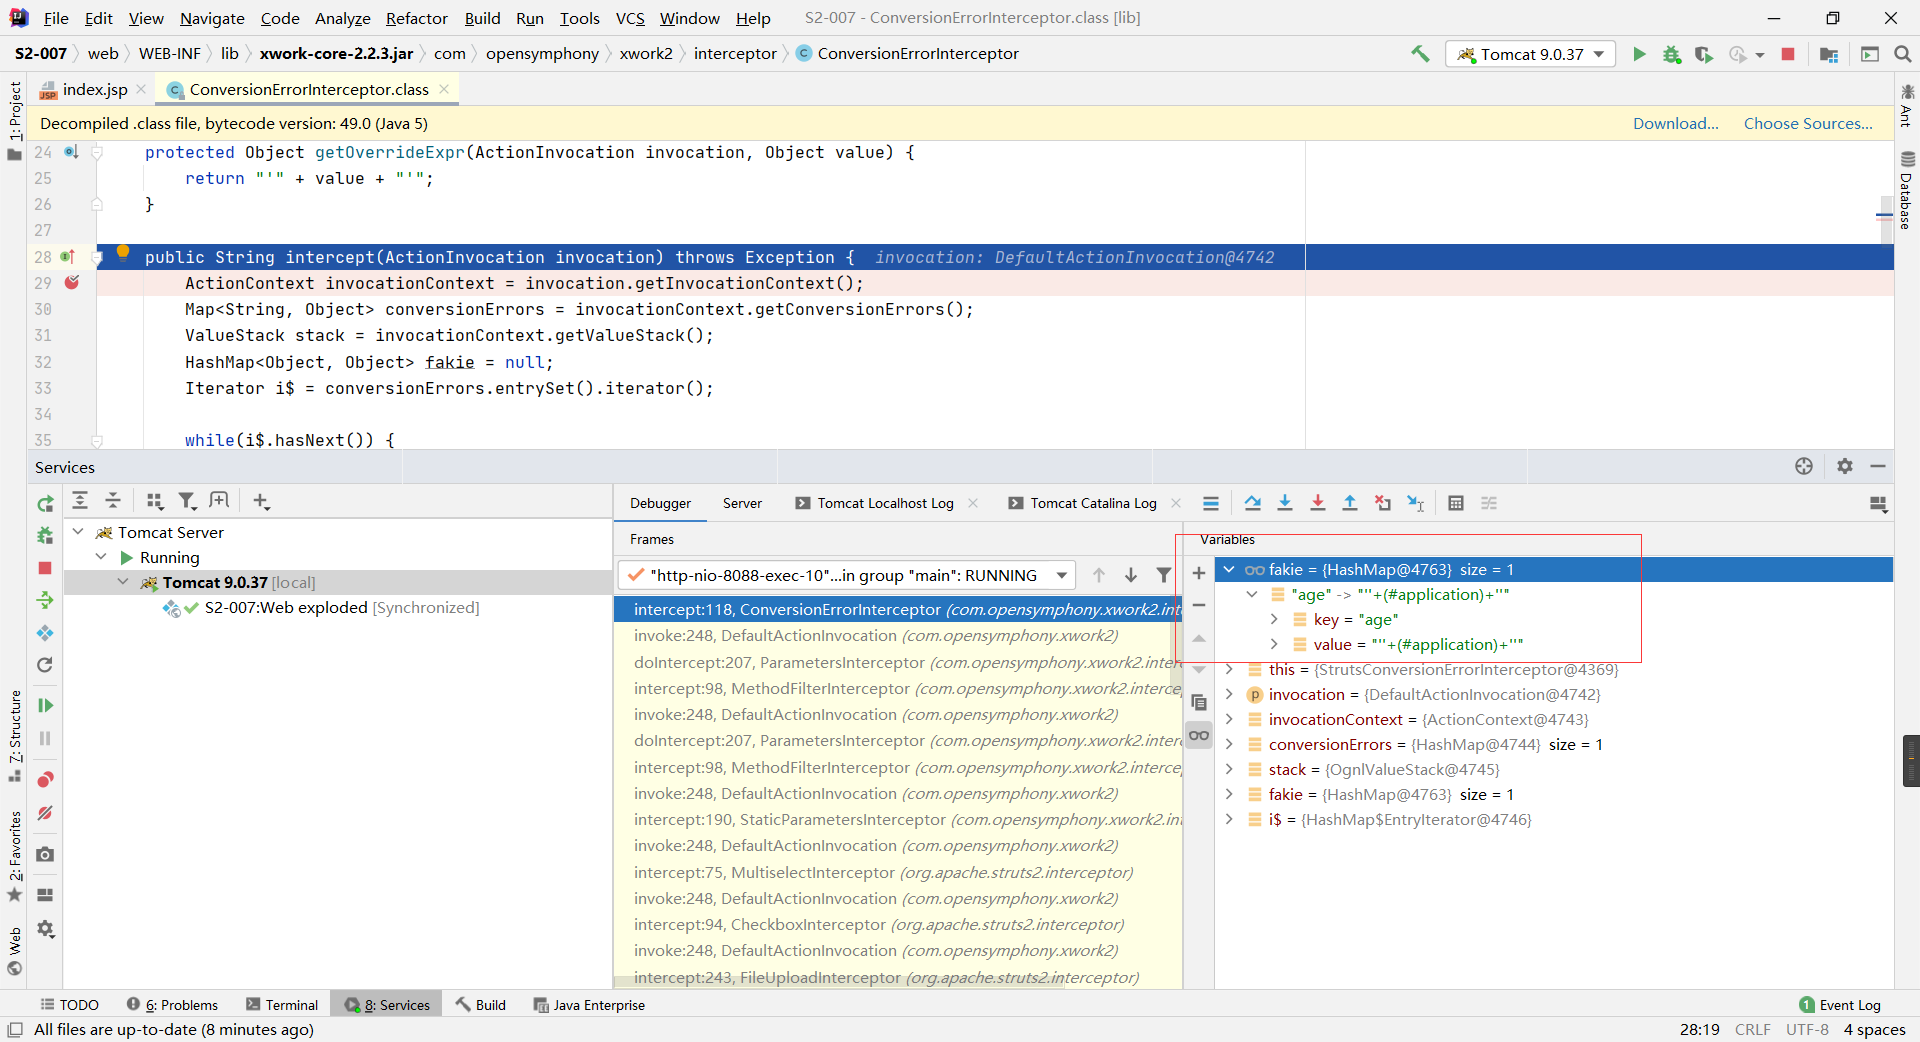 File Edit View Navigate Code Analyze Refactor Build Run Tools VCS Window Help S2-007 - ConversionErrorInterceptor.class [lib]
S2-007 web WEB-INF lib xwork-core-2.2.3.jar com opensymphony xwork2 interceptor ConversionErrorInterceptor Tomcat 9.0.37
index.jsp ConversionErrorInterceptor.class
Decompiled .class file, bytecode version: 49.0 (Java 5) Download... Choose Sources...
24 protected Object getOverrideExpr(ActionInvocation invocation, Object value) {
25 return "'" + value + "'";
26 }
27
28 public String intercept(ActionInvocation invocation) throws Exception { invocation: DefaultActionInvocation@4742
29 ActionContext invocationContext = invocation.getInvocationContext();
30 Map<String, Object> conversionErrors = invocationContext.getConversionErrors();
31 ValueStack stack = invocationContext.getValueStack();
32 HashMap<Object, Object> fakie = null;
33 Iterator i$ = conversionErrors.entrySet().iterator();
34
35 while(i$.hasNext()) {
1: Project
7: Structure
2: Favorites
Web
Ant
Database
Services
Tomcat Server
Running
Tomcat 9.0.37 [local]
S2-007:Web exploded [Synchronized]
Debugger Server Tomcat Localhost Log Tomcat Catalina Log
Frames
"http-nio-8088-exec-10"...in group "main": RUNNING
intercept:118, ConversionErrorInterceptor (com.opensymphony.xwork2.int
invoke:248, DefaultActionInvocation (com.opensymphony.xwork2)
doIntercept:207, ParametersInterceptor (com.opensymphony.xwork2.inter
intercept:98, MethodFilterInterceptor (com.opensymphony.xwork2.interce
invoke:248, DefaultActionInvocation (com.opensymphony.xwork2)
doIntercept:207, ParametersInterceptor (com.opensymphony.xwork2.interc
intercept:98, MethodFilterInterceptor (com.opensymphony.xwork2.interce
invoke:248, DefaultActionInvocation (com.opensymphony.xwork2)
intercept:190, StaticParametersInterceptor (com.opensymphony.xwork2.in
invoke:248, DefaultActionInvocation (com.opensymphony.xwork2)
intercept:75, MultiselectInterceptor (org.apache.struts2.interceptor)
invoke:248, DefaultActionInvocation (com.opensymphony.xwork2)
intercept:94, CheckboxInterceptor (org.apache.struts2.interceptor)
invoke:248, DefaultActionInvocation (com.opensymphony.xwork2)
intercept:243, FileUploadInterceptor (org.apache.struts2.interceptor)
Variables
fakie = {HashMap@4763} size = 1
"age" -> "''+(#application)+''"
key = "age"
value = "''+(#application)+''"
this = {StrutsConversionErrorInterceptor@4369}
invocation = {DefaultActionInvocation@4742}
invocationContext = {ActionContext@4743}
conversionErrors = {HashMap@4744} size = 1
stack = {OgnlValueStack@4745}
fakie = {HashMap@4763} size = 1
i$ = {HashMap$EntryIterator@4746}
TODO 6: Problems Terminal 8: Services Build Java Enterprise 1 Event Log
All files are up-to-date (8 minutes ago) 28:19 CRLF UTF-8 4 spaces